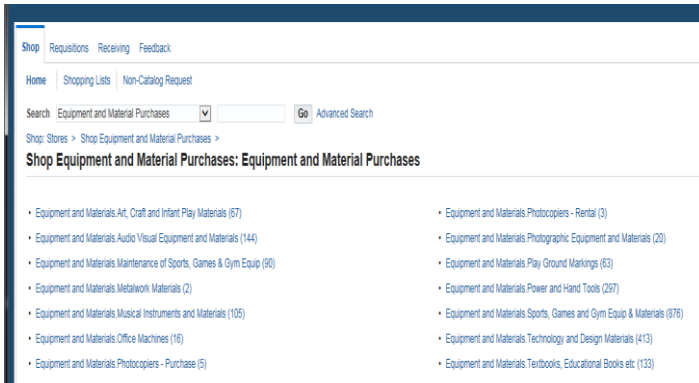 Shop Requisitions Receiving Feedback
Home Shopping Lists Non-Catalog Request
Search Equipment and Material Purchases Go Advanced Search
Shop: Stores > Shop Equipment and Material Purchases >
Shop Equipment and Material Purchases: Equipment and Material Purchases
• Equipment and Materials.Art, Craft and Infant Play Materials (67)
• Equipment and Materials.Photocopiers - Rental (3)
• Equipment and Materials.Audio Visual Equipment and Materials (144)
• Equipment and Materials.Photographic Equipment and Materials (20)
• Equipment and Materials.Maintenance of Sports, Games & Gym Equip (90)
• Equipment and Materials.Play Ground Markings (63)
• Equipment and Materials.Metalwork Materials (2)
• Equipment and Materials.Power and Hand Tools (297)
• Equipment and Materials.Musical Instruments and Materials (105)
• Equipment and Materials.Sports, Games and Gym Equip & Materials (876)
• Equipment and Materials.Office Machines (16)
• Equipment and Materials.Technology and Design Materials (413)
• Equipment and Materials.Photocopiers - Purchase (5)
• Equipment and Materials.Textbooks, Educational Books etc (133)